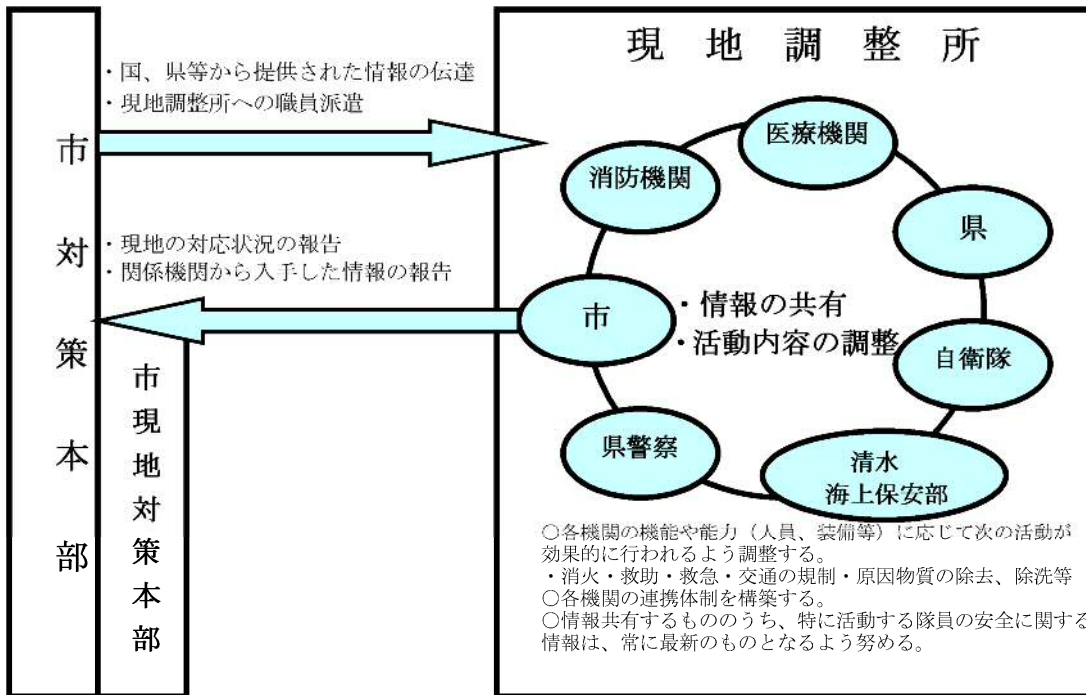 現地調整所
・国、県等から提供された情報の伝達
・現地調整所への職員派遣
市対策本部
・現地の対応状況の報告
・関係機関から入手した情報の報告
市現地対策本部
医療機関
消防機関
県
市
・情報の共有
・活動内容の調整
自衛隊
県警察
清水
海上保安部
○各機関の機能や能力（人員、装備等）に応じて次の活動が
効果的に行われるよう調整する。
・消火・救助・救急・交通の規制・原因物質の除去、除洗等
○各機関の連携体制を構築する。
○情報共有するもののうち、特に活動する隊員の安全に関する
情報は、常に最新のものとなるよう努める。